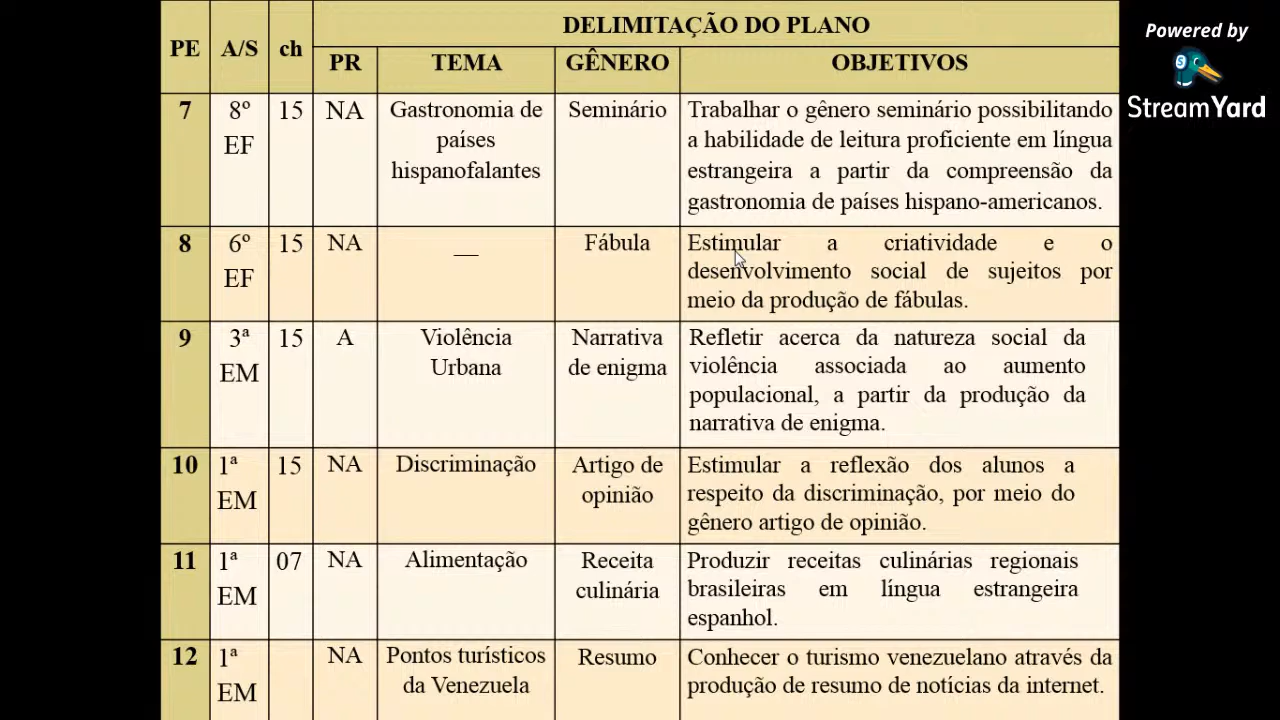 PE A/S ch DELIMITAÇÃO DO PLANO
PR TEMA GÊNERO OBJETIVOS
7 8º EF 15 NA Gastronomia de países hispanofalantes Seminário Trabalhar o gênero seminário possibilitando
a habilidade de leitura proficiente em língua
estrangeira a partir da compreensão da
gastronomia de países hispano-americanos.
8 6º EF 15 NA — Fábula Estimular a criatividade e o
desenvolvimento social de sujeitos por
meio da produção de fábulas.
9 3ª EM 15 A Violência Urbana Narrativa de enigma Refletir acerca da natureza social da
violência associada ao aumento
populacional, a partir da produção da
narrativa de enigma.
10 1ª EM 15 NA Discriminação Artigo de opinião Estimular a reflexão dos alunos a
respeito da discriminação, por meio do
gênero artigo de opinião.
11 1ª EM 07 NA Alimentação Receita culinária Produzir receitas culinárias regionais
brasileiras em língua estrangeira
espanhol.
12 1ª EM NA Pontos turísticos da Venezuela Resumo Conhecer o turismo venezuelano através da
produção de resumo de notícias da internet.
Powered by
StreamYard